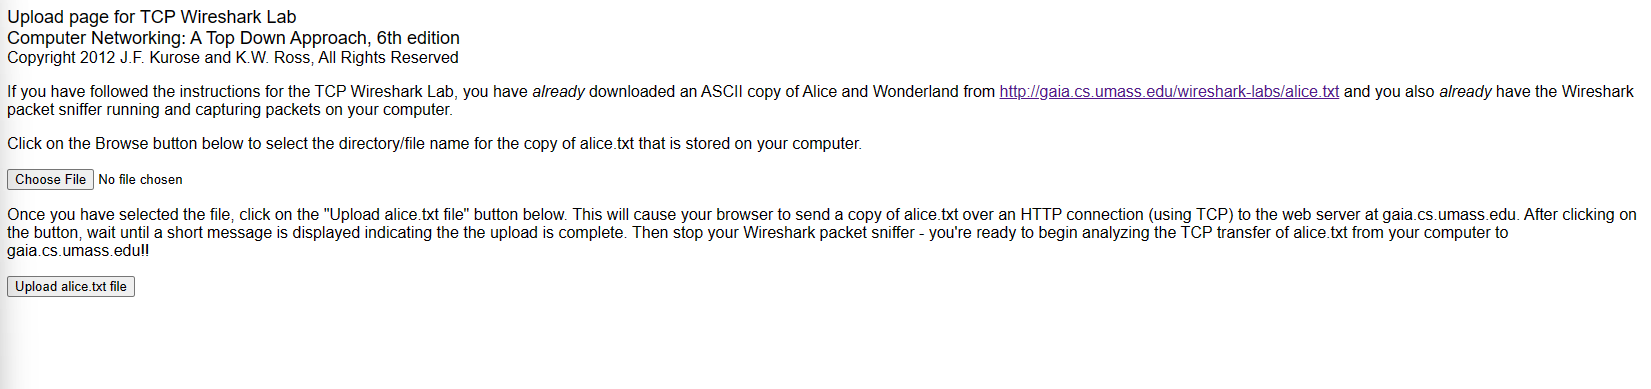 Upload page for TCP Wireshark Lab
Computer Networking: A Top Down Approach, 6th edition
Copyright 2012 J.F. Kurose and K.W. Ross, All Rights Reserved
If you have followed the instructions for the TCP Wireshark Lab, you have already downloaded an ASCII copy of Alice and Wonderland from http://gaia.cs.umass.edu/wireshark-labs/alice.txt and you also already have the Wireshark
packet sniffer running and capturing packets on your computer.
Click on the Browse button below to select the directory/file name for the copy of alice.txt that is stored on your computer.
Choose File No file chosen
Once you have selected the file, click on the "Upload alice.txt file" button below. This will cause your browser to send a copy of alice.txt over an HTTP connection (using TCP) to the web server at gaia.cs.umass.edu. After clicking on
the button, wait until a short message is displayed indicating the the upload is complete. Then stop your Wireshark packet sniffer - you're ready to begin analyzing the TCP transfer of alice.txt from your computer to
gaia.cs.umass.edu!!
Upload alice.txt file